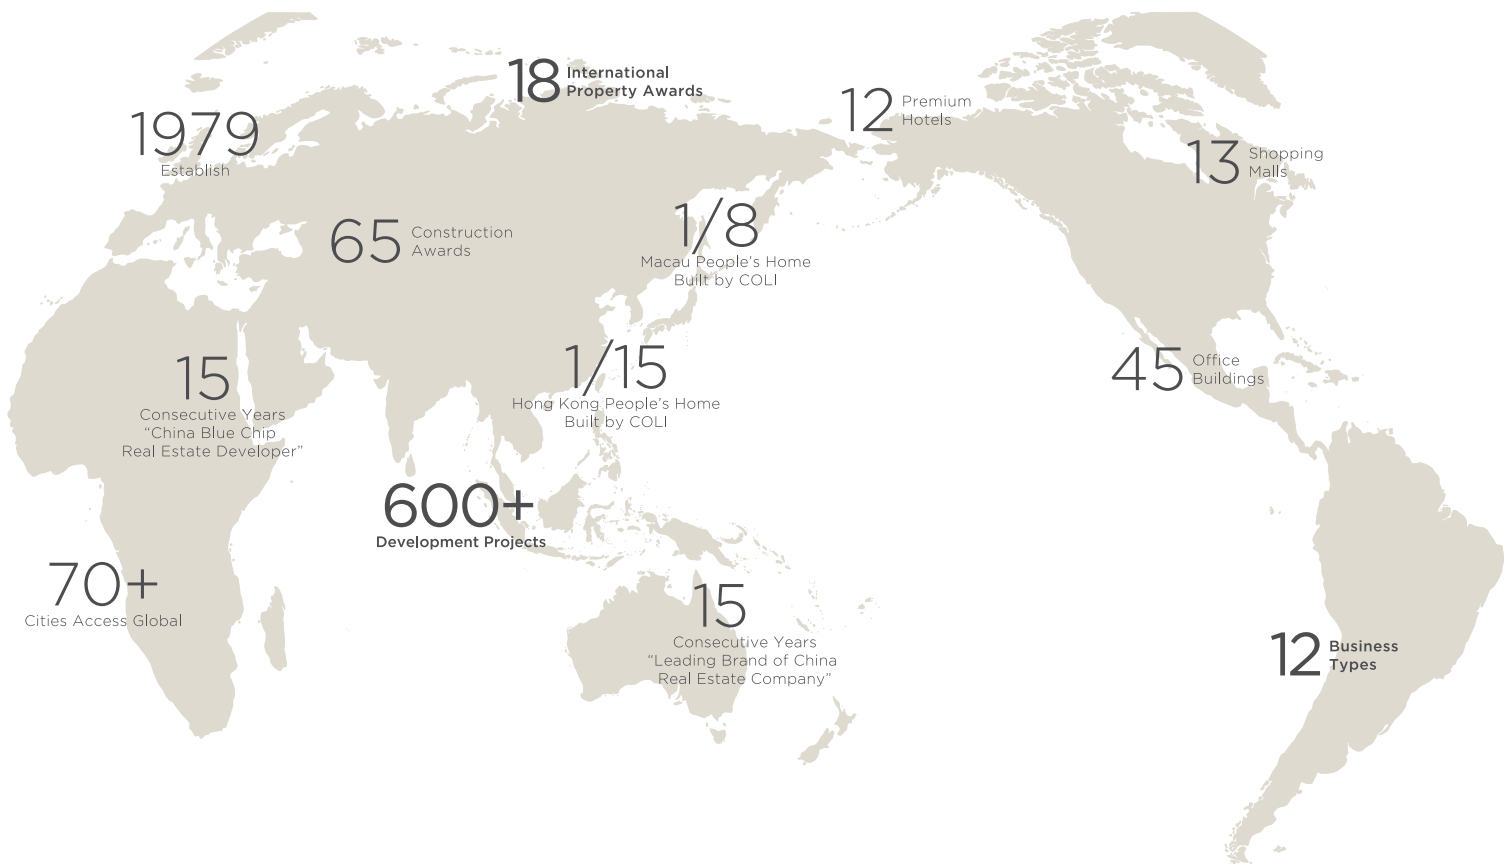 18
International
Property Awards
12
Premium
Hotels
1979
Establish
13
Shopping
Malls
65
Construction
Awards
1/8
Macau People's Home
Built by COLI
15
Consecutive Years
“China Blue Chip
Real Estate Developer”
1/15
Hong Kong People's Home
Built by COLI
45
Office
Buildings
600+
Development Projects
70+
Cities Access Global
15
Consecutive Years
“Leading Brand of China
Real Estate Company”
12
Business
Types